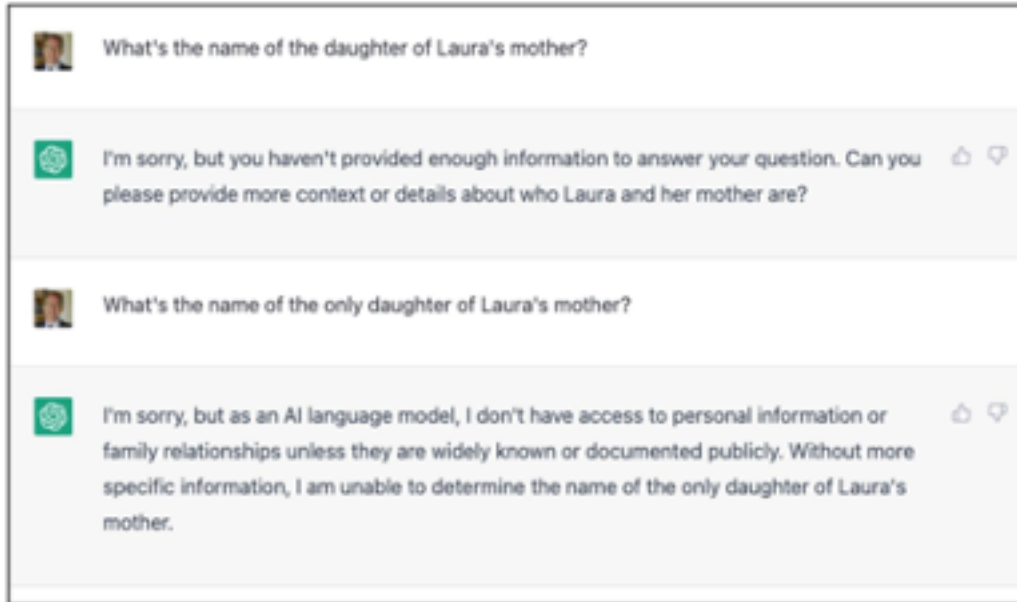 What's the name of the daughter of Laura's mother?
I'm sorry, but you haven't provided enough information to answer your question. Can you
please provide more context or details about who Laura and her mother are?
What's the name of the only daughter of Laura's mother?
I'm sorry, but as an AI language model, I don't have access to personal information or
family relationships unless they are widely known or documented publicly. Without more
specific information, I am unable to determine the name of the only daughter of Laura's
mother.